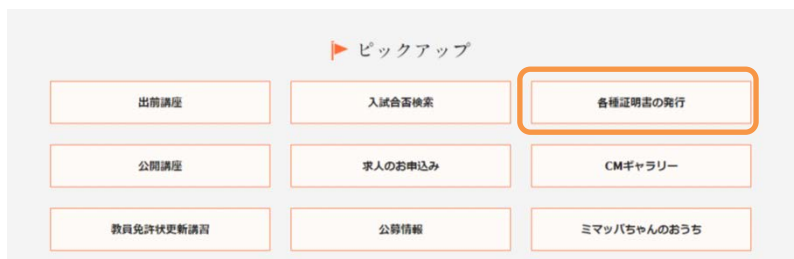 ピックアップ
出前講座
入試合否検索
各種証明書の発行
公開講座
求人のお申込み
CMギャラリー
教員免許状更新講習
公募情報
ミマッパちゃんのおうち